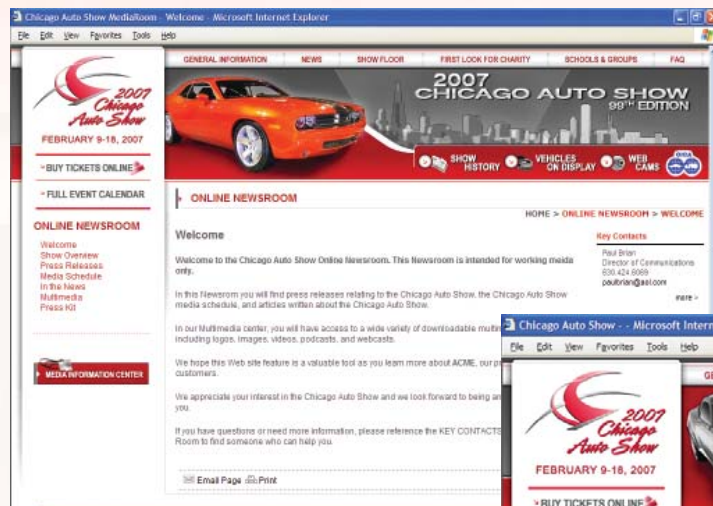 Chicago Auto Show MediaRoom - Welcome - Microsoft Internet Explorer
File Edit View Favorites Tools Help
GENERAL INFORMATION NEWS SHOW FLOOR FIRST LOOK FOR CHARITY SCHOOLS & GROUPS FAQ
2007
Chicago
Auto Show
FEBRUARY 9-18, 2007
BUY TICKETS ONLINE
FULL EVENT CALENDAR
2007
CHICAGO AUTO SHOW
99TH EDITION
SHOW HISTORY
VEHICLES ON DISPLAY
WEB CAMS
ONLINE NEWSROOM
Welcome
Show Overview
Press Releases
Media Schedule
In the News
Multimedia
Press Kit
MEDIA INFORMATION CENTER
ONLINE NEWSROOM
HOME > ONLINE NEWSROOM > WELCOME
Welcome
Welcome to the Chicago Auto Show Online Newsroom. This Newsroom is intended for working meida
only.
In this Newsrom you will find press releases relating to the Chicago Auto Show, the Chicago Auto Show
media schedule, and articles written about the Chicago Auto Show.
In our Multimedia center, you will have access to a wide variety of downloadable
including logos, images, videos, podcasts, and webcasts.
We hope this Web site feature is a valuable tool as you learn more about ACME, our
customers.
We appreciate your interest in the Chicago Auto Show and we look forward to being
you.
If you have questions or need more information, please reference the KEY CONTACTS
Room to find someone who can help you.
Email Page Print
Key Contacts
Paul Brian
Director of Communications
630.424.6069
paulbrian@aol.com
more >
Chicago Auto Show - - Microsoft
File Edit View Favorites Tools Help
2007
Chicago
Auto Show
FEBRUARY 9-18, 2007
BUY TICKETS ONLINE